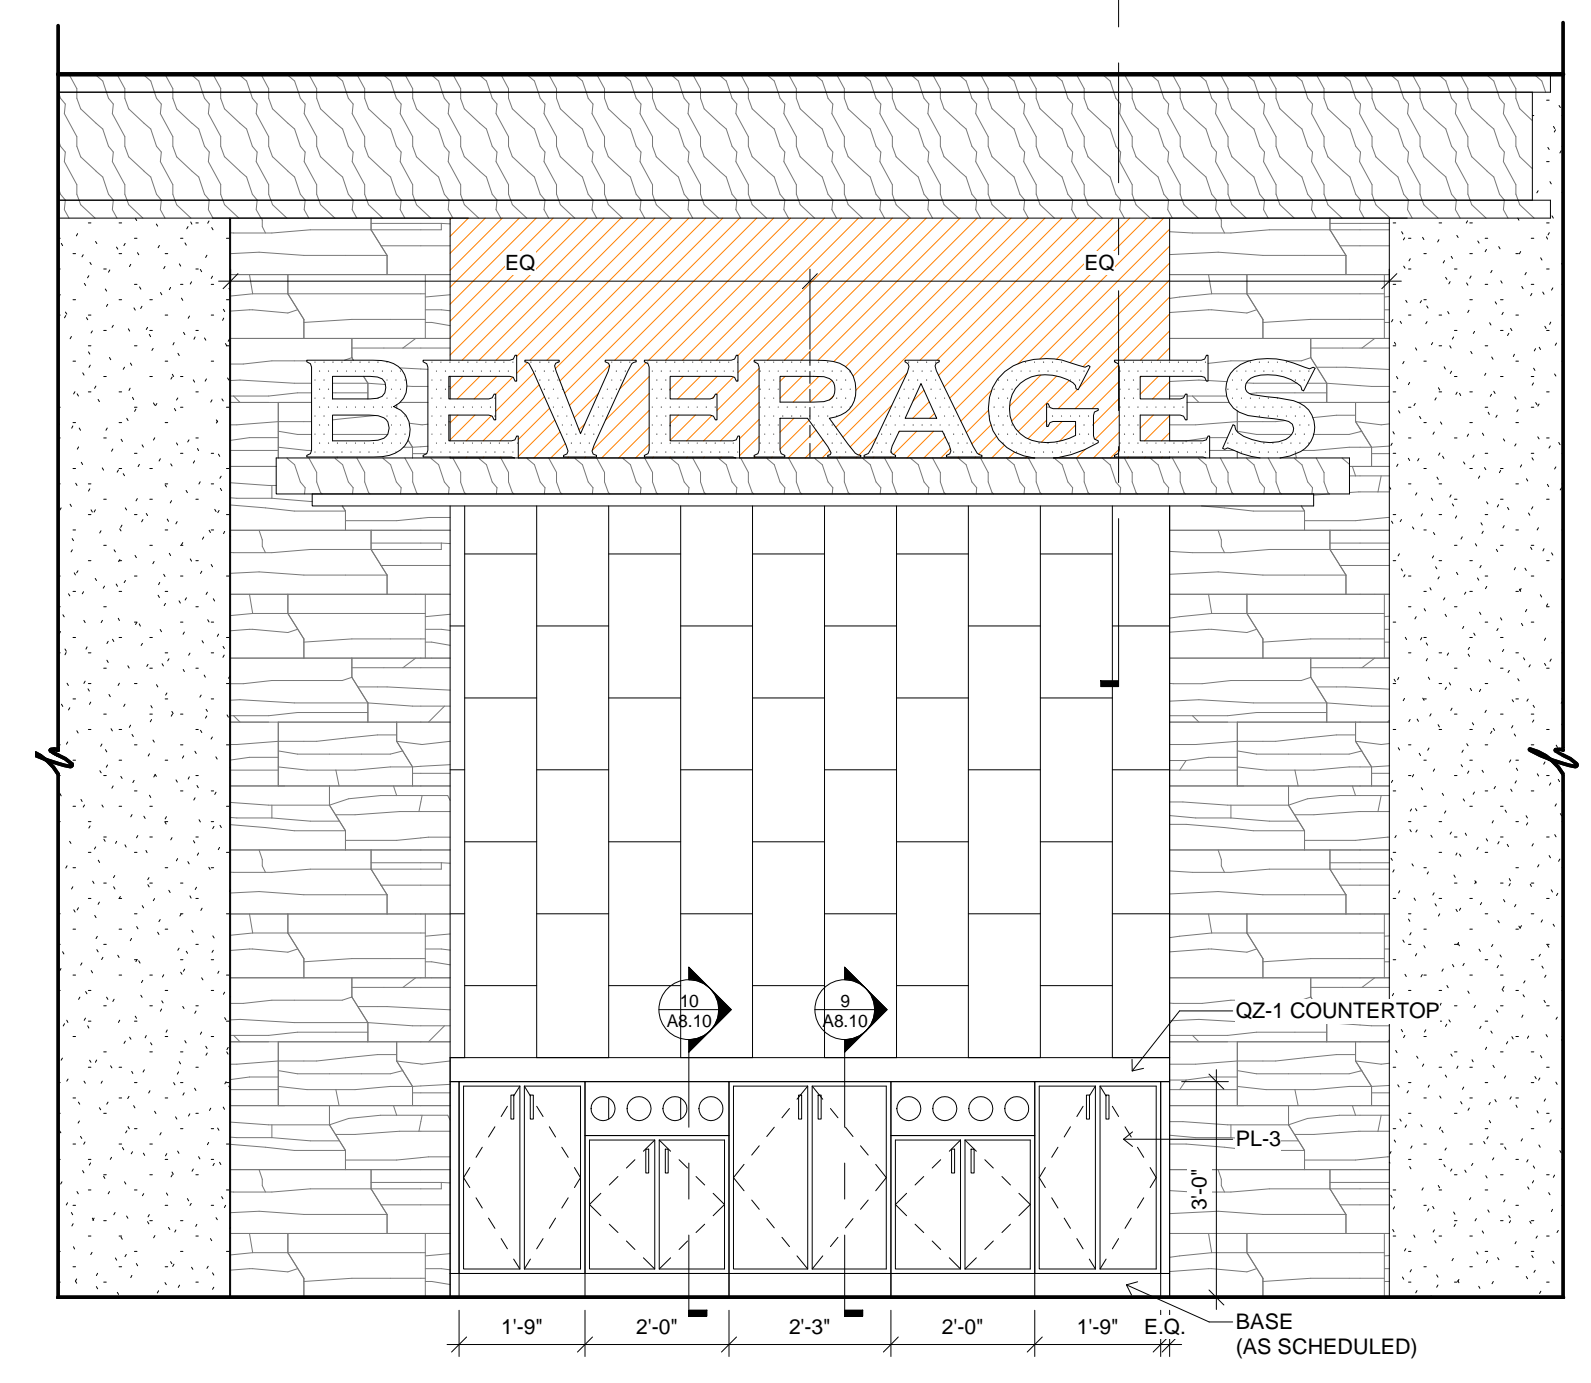 EQ
EQ
BEVERAGES
10
A8.10
9
A8.10
QZ-1 COUNTERTOP
PL-3
3'-0"
1'-9"
2'-0"
2'-3"
2'-0"
1'-9"
E.Q.
BASE
(AS SCHEDULED)